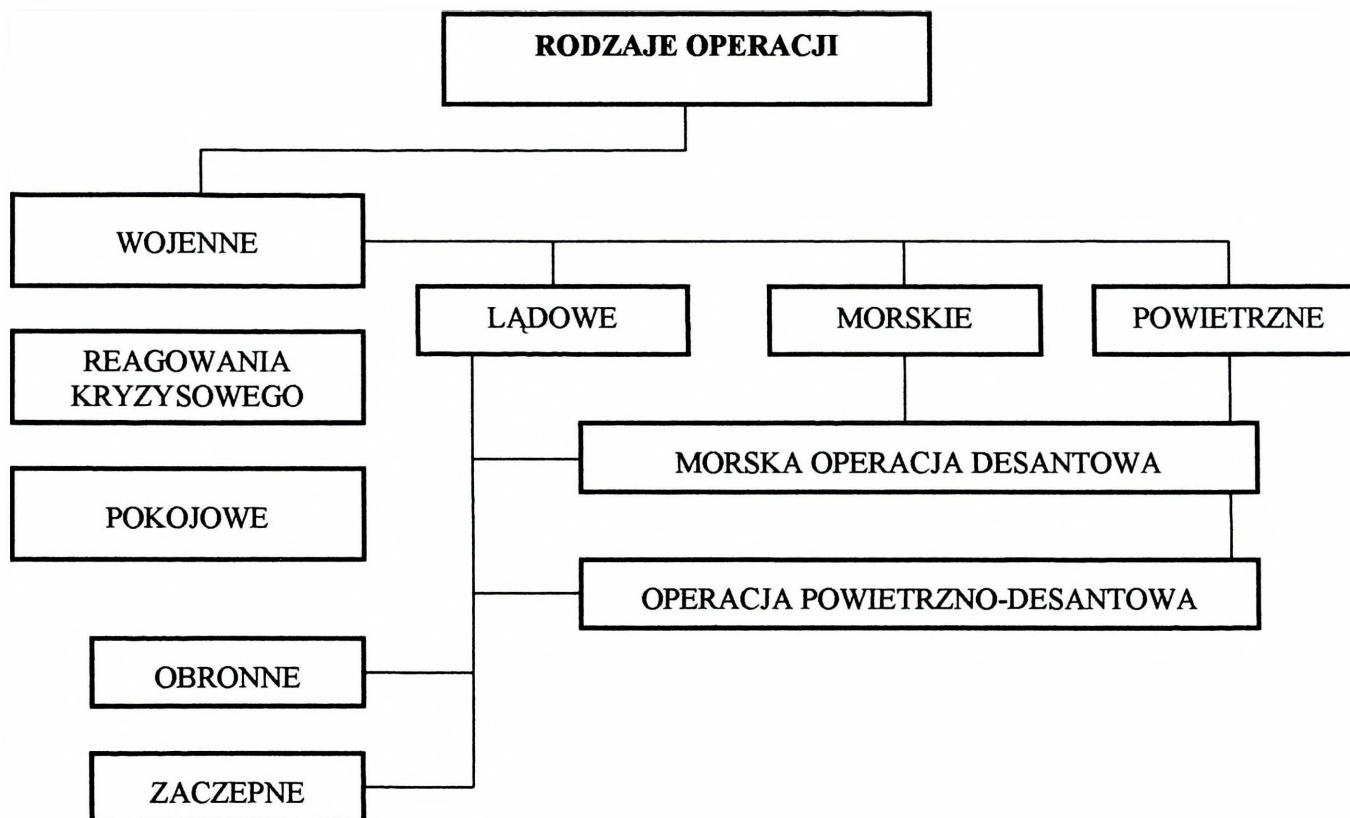 RODZAJE OPERACJI
WOJENNE
LĄDOWE
MORSKIE
POWIETRZNE
REAGOWANIA
KRYZYSOWEGO
MORSKA OPERACJA DESANTOWA
POKOJOWE
OPERACJA POWIETRZNO-DESANTOWA
OBRONNE
ZACZEPNE